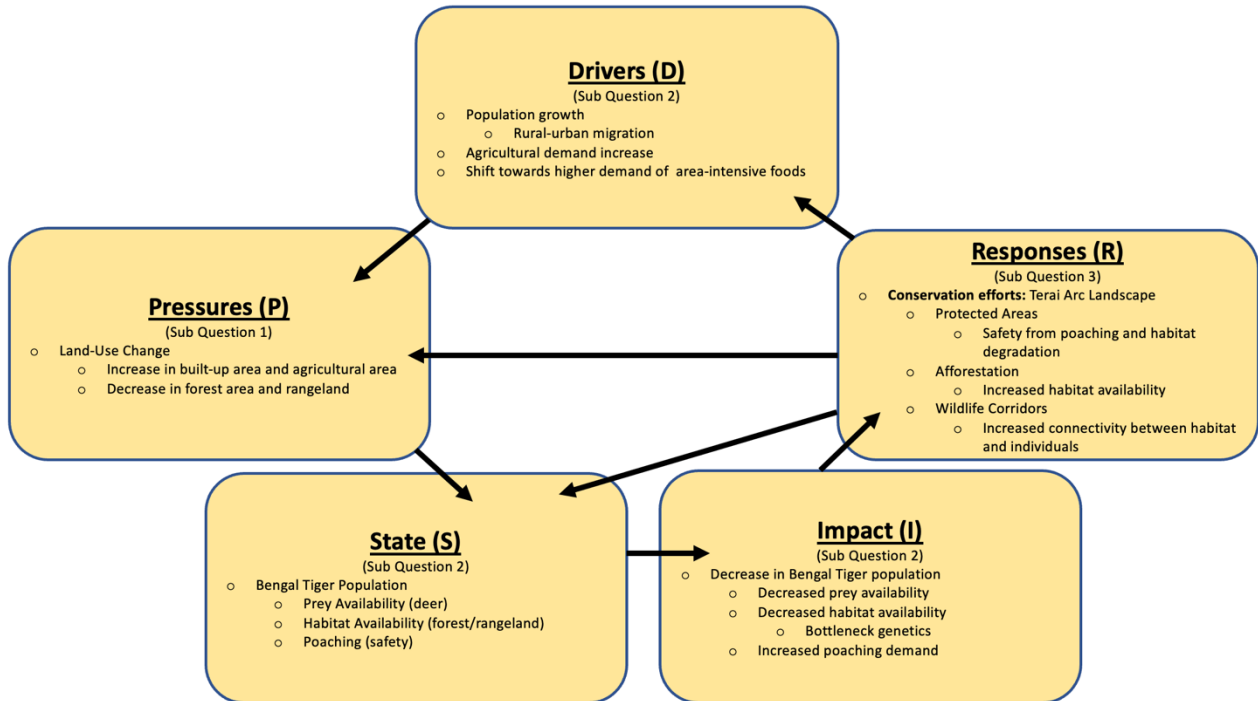 Drivers (D)
(Sub Question 2)
o Population growth
o Rural-urban migration
o Agricultural demand increase
o Shift towards higher demand of area-intensive foods
Pressures (P)
(Sub Question 1)
o Land-Use Change
o Increase in built-up area and agricultural area
o Decrease in forest area and rangeland
Responses (R)
(Sub Question 3)
o Conservation efforts: Terai Arc Landscape
o Protected Areas
o Safety from poaching and habitat
degradation
o Afforestation
o Increased habitat availability
o Wildlife Corridors
o Increased connectivity between habitat
and individuals
State (S)
(Sub Question 2)
o Bengal Tiger Population
o Prey Availability (deer)
o Habitat Availability (forest/rangeland)
o Poaching (safety)
Impact (I)
(Sub Question 2)
o Decrease in Bengal Tiger population
o Decreased prey availability
o Decreased habitat availability
o Bottleneck genetics
o Increased poaching demand